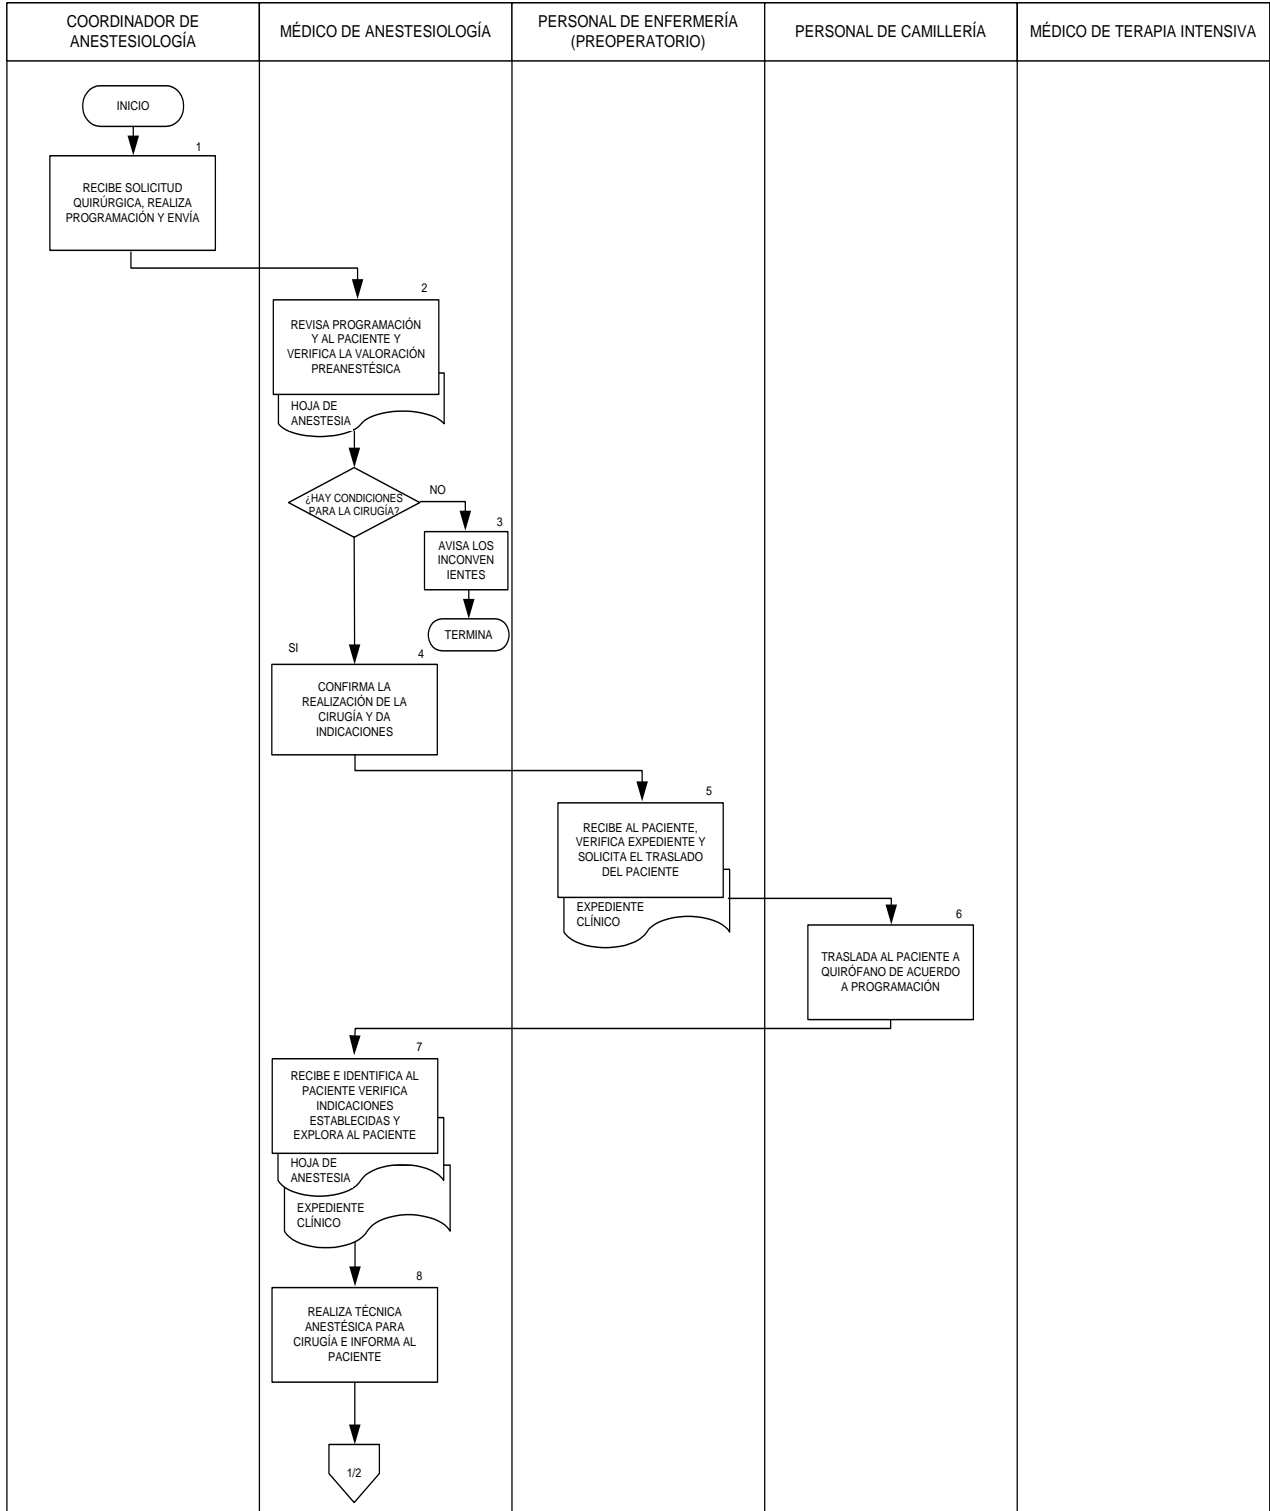 COORDINADOR DE
ANESTESIOLOGÍA
MÉDICO DE ANESTESIOLOGÍA
PERSONAL DE ENFERMERÍA
(PREOPERATORIO)
PERSONAL DE CAMILLERÍA
MÉDICO DE TERAPIA INTENSIVA
INICIO
1
RECIBE SOLICITUD
QUIRÚRGICA, REALIZA
PROGRAMACIÓN Y ENVÍA
2
REVISA PROGRAMACIÓN
Y AL PACIENTE Y
VERIFICA LA VALORACIÓN
PREANESTÉSICA
HOJA DE
ANESTESIA
¿HAY CONDICIONES
PARA LA CIRUGÍA?
NO
3
AVISA LOS
INCONVEN
IENTES
TERMINA
SI
4
CONFIRMA LA
REALIZACIÓN DE LA
CIRUGÍA Y DA
INDICACIONES
5
RECIBE AL PACIENTE,
VERIFICA EXPEDIENTE Y
SOLICITA EL TRASLADO
DEL PACIENTE
EXPEDIENTE
CLÍNICO
6
TRASLADA AL PACIENTE A
QUIRÓFANO DE ACUERDO
A PROGRAMACIÓN
7
RECIBE E IDENTIFICA AL
PACIENTE VERIFICA
INDICACIONES
ESTABLECIDAS Y
EXPLORA AL PACIENTE
HOJA DE
ANESTESIA
EXPEDIENTE
CLÍNICO
8
REALIZA TÉCNICA
ANESTÉSICA PARA
CIRUGÍA E INFORMA AL
PACIENTE
1/2